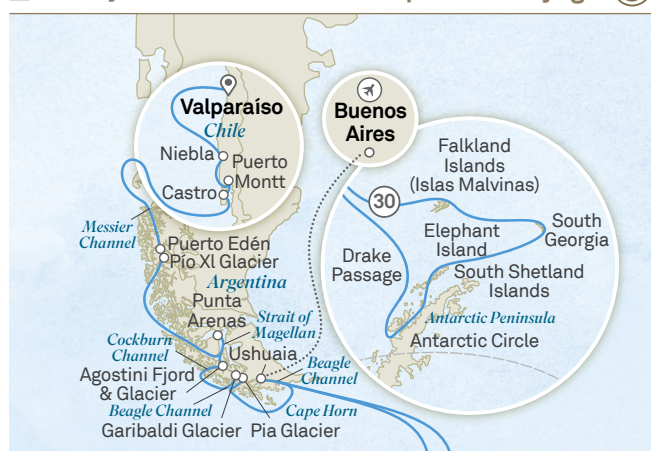 Valparaíso
Chile
Niebla
Puerto
Montt
Castro
Buenos
Aires
Falkland
Islands
(Islas Malvinas)
30
Elephant
Island
South
Georgia
Drake
Passage
South Shetland
Islands
Antarctic Peninsula
Antarctic Circle
Messier
Channel
Puerto Edén
Pío Xl Glacier
Argentina
Punta
Arenas
Strait of
Magellan
Cockburn
Channel
Ushuaia
Beagle
Channel
Agostini Fjord
& Glacier
Beagle Channel
Cape Horn
Garibaldi Glacier
Pia Glacier